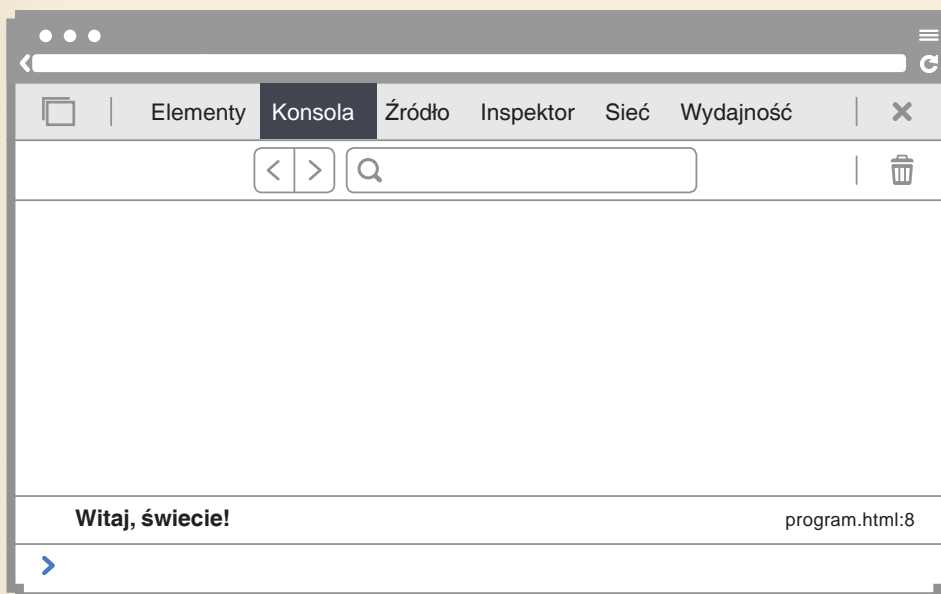 Elementy Konsola Źródło Inspektor Sieć Wydajność
Witaj, świecie! program.html:8